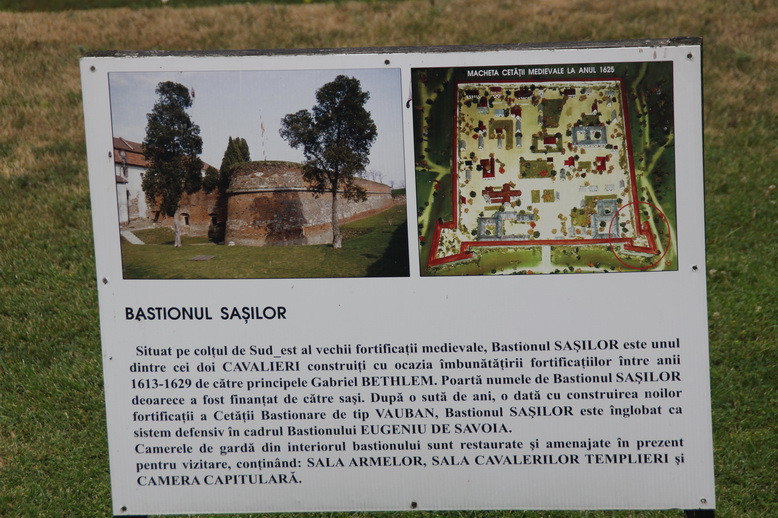 MACHETA CETĂȚII MEDIEVALE LA ANUL 1625
BASTIONUL SAȘILOR
Situat pe colțul de Sud_est al vechii fortificații medievale, Bastionul SAȘILOR este unul
dintre cei doi CAVALIERI construiți cu ocazia îmbunătățirii fortificațiilor între anii
1613-1629 de către principele Gabriel BETHLEM. Poartă numele de Bastionul SAȘILOR
deoarece a fost finanțat de către sași. După o sută de ani, o dată cu construirea noilor
fortificații a Cetății Bastionare de tip VAUBAN, Bastionul SAȘILOR este înglobat ca
sistem defensiv în cadrul Bastionului EUGENIU DE SAVOIA.
Camerele de gardă din interiorul bastionului sunt restaurate și amenajate în prezent
pentru vizitare, conținând: SALA ARMELOR, SALA CAVALERILOR TEMPLIERI și
CAMERA CAPITULARĂ.